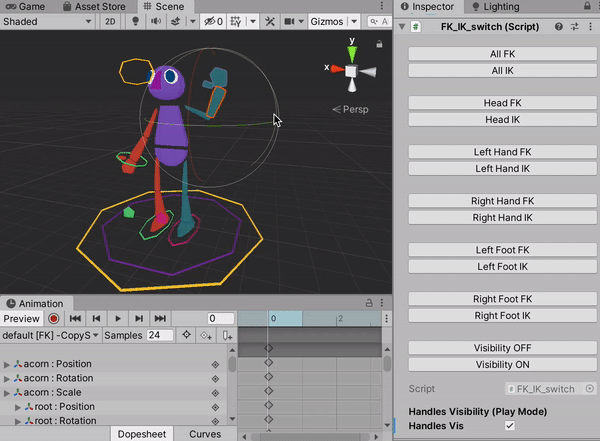 Game
Asset Store
Scene
Shaded
2D
0
Gizmos
A
y
x
Persp
Animation
Preview
0
0
2
default [FK] -CopyS
Samples
24
acorn : Position
acorn : Rotation
acorn : Scale
root : Position
root : Rotation
Dopesheet
Curves
Inspector
Lighting
FK_IK_switch (Script)
All FK
All IK
Head FK
Head IK
Left Hand FK
Left Hand IK
Right Hand FK
Right Hand IK
Left Foot FK
Left Foot IK
Right Foot FK
Right Foot IK
Visibility OFF
Visibility ON
Script
FK_IK_switch
Handles Visibility (Play Mode)
Handles Vis